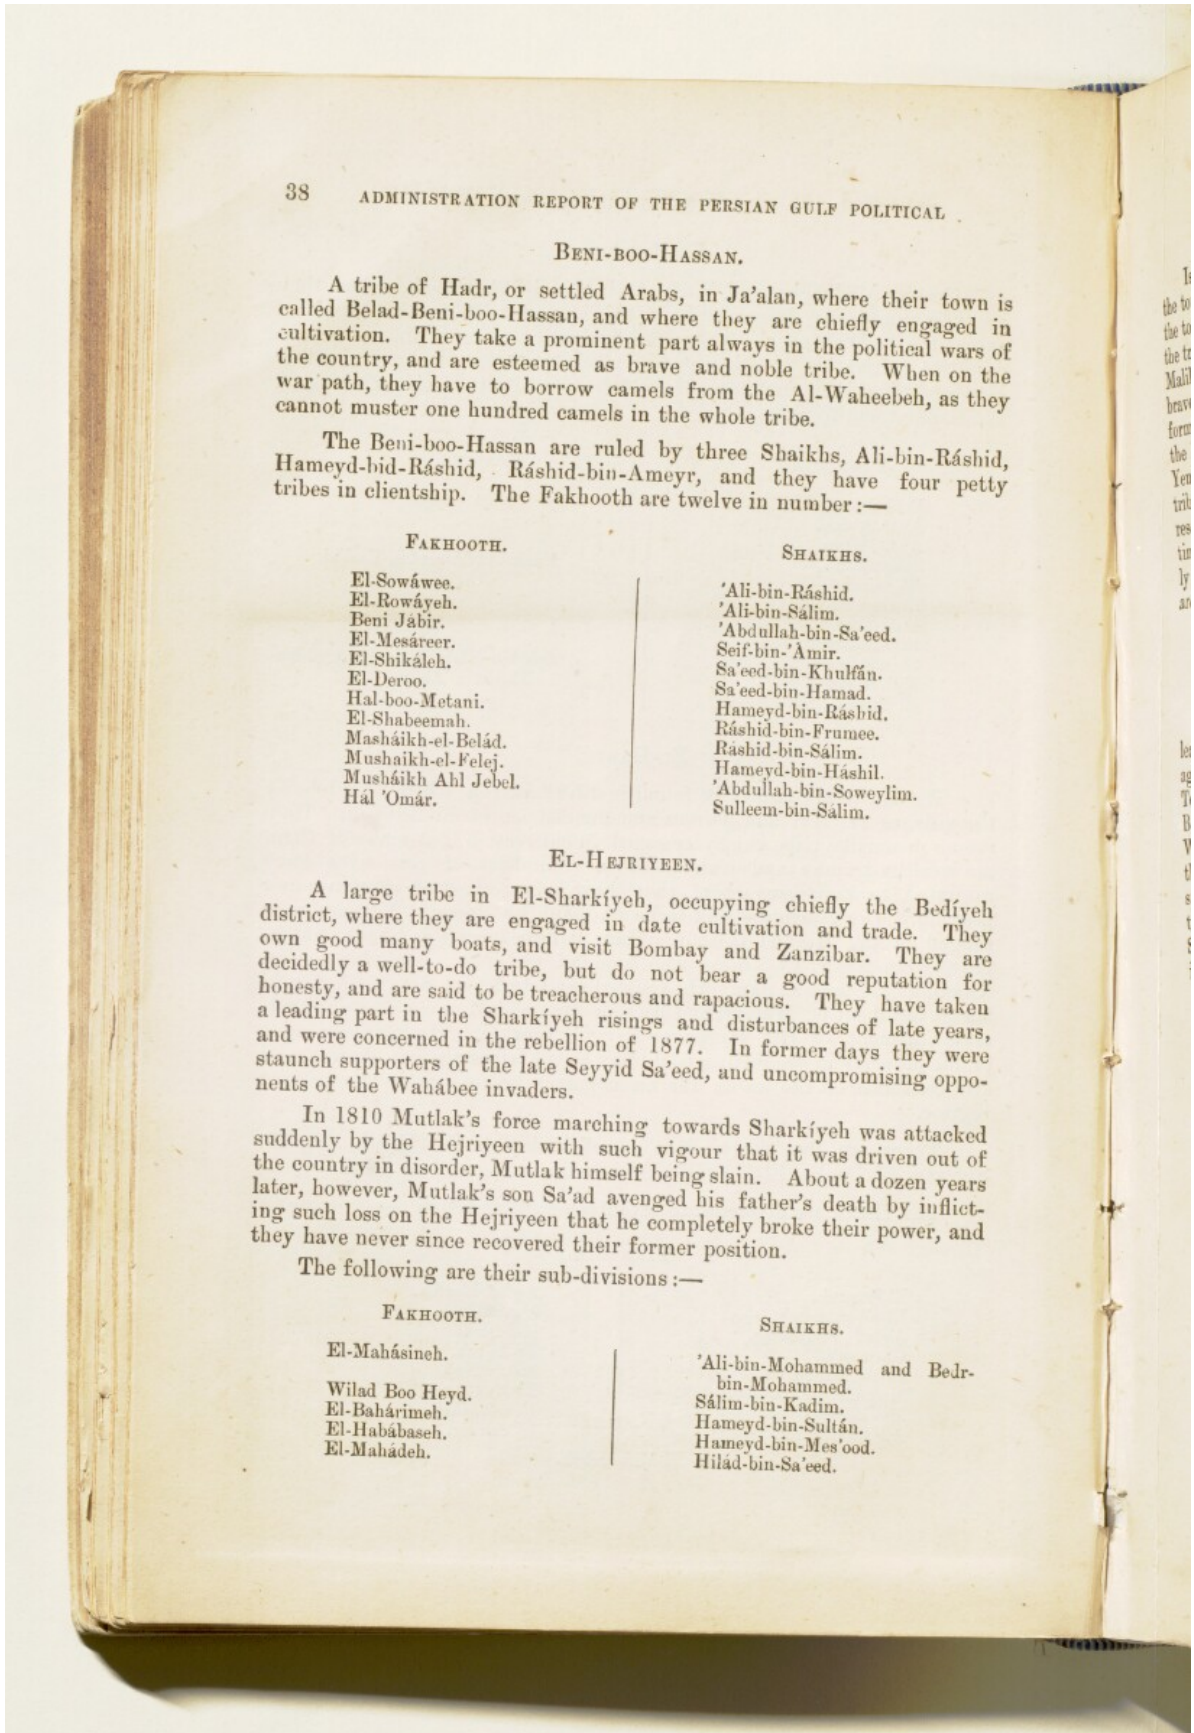 38 ADMINISTRATION REPORT OF THE PERSIAN GULF POLITICAL
BENI-BOO-HASSAN.
A tribe of Hadr, or settled Arabs, in Ja'alan, where their town is
called Belad-Beni-boo-Hassan, and where they are chiefly engaged in
cultivation. They take a prominent part always in the political wars of
the country, and are esteemed as brave and noble tribe. When on the
war path, they have to borrow camels from the Al-Waheebeh, as they
cannot muster one hundred camels in the whole tribe.
The Beni-boo-Hassan are ruled by three Shaikhs, Ali-bin-Ráshid,
Hameyd-bid-Ráshid, Ráshid-bin-Ameyr, and they have four petty
tribes in clientship. The Fakhooth are twelve in number:—
FAKHOOTH.
El-Sowáwee.
El-Rowáyeh.
Beni Jábir.
El-Mesáreer.
El-Shikáleh.
El-Deroo.
Hal-boo-Metani.
El-Shabeemah.
Masháikh-el-Belád.
Mushaikh-el-Felej.
Musháikh Ahl Jebel.
Hál 'Omár.
SHAIKHS.
'Ali-bin-Ráshid.
'Ali-bin-Sálim.
'Abdullah-bin-Sa'eed.
Seif-bin-'Ámir.
Sa'eed-bin-Khulfán.
Sa'eed-bin-Hamad.
Hameyd-bin-Ráshid.
Ráshid-bin-Frumee.
Ráshid-bin-Sálim.
Hameyd-bin-Háshil.
'Abdullah-bin-Soweylim.
Sulleem-bin-Sálim.
EL-HEJRIYEEN.
A large tribe in El-Sharkíyeh, occupying chiefly the Bedíyeh
district, where they are engaged in date cultivation and trade. They
own good many boats, and visit Bombay and Zanzibar. They are
decidedly a well-to-do tribe, but do not bear a good reputation for
honesty, and are said to be treacherous and rapacious. They have taken
a leading part in the Sharkíyeh risings and disturbances of late years,
and were concerned in the rebellion of 1877. In former days they were
staunch supporters of the late Seyyid Sa'eed, and uncompromising oppo-
nents of the Wahábee invaders.
In 1810 Mutlak's force marching towards Sharkíyeh was attacked
suddenly by the Hejriyeen with such vigour that it was driven out of
the country in disorder, Mutlak himself being slain. About a dozen years
later, however, Mutlak's son Sa'ad avenged his father's death by inflict-
ing such loss on the Hejriyeen that he completely broke their power, and
they have never since recovered their former position.
The following are their sub-divisions:—
FAKHOOTH.
El-Mahásineh.
Wilad Boo Heyd.
El-Bahárimeh.
El-Habábaseh.
El-Mahádeh.
SHAIKHS.
'Ali-bin-Mohammed and Bedr-
bin-Mohammed.
Sálim-bin-Kadim.
Hameyd-bin-Sultán.
Hameyd-bin-Mes'ood.
Hilád-bin-Sa'eed.